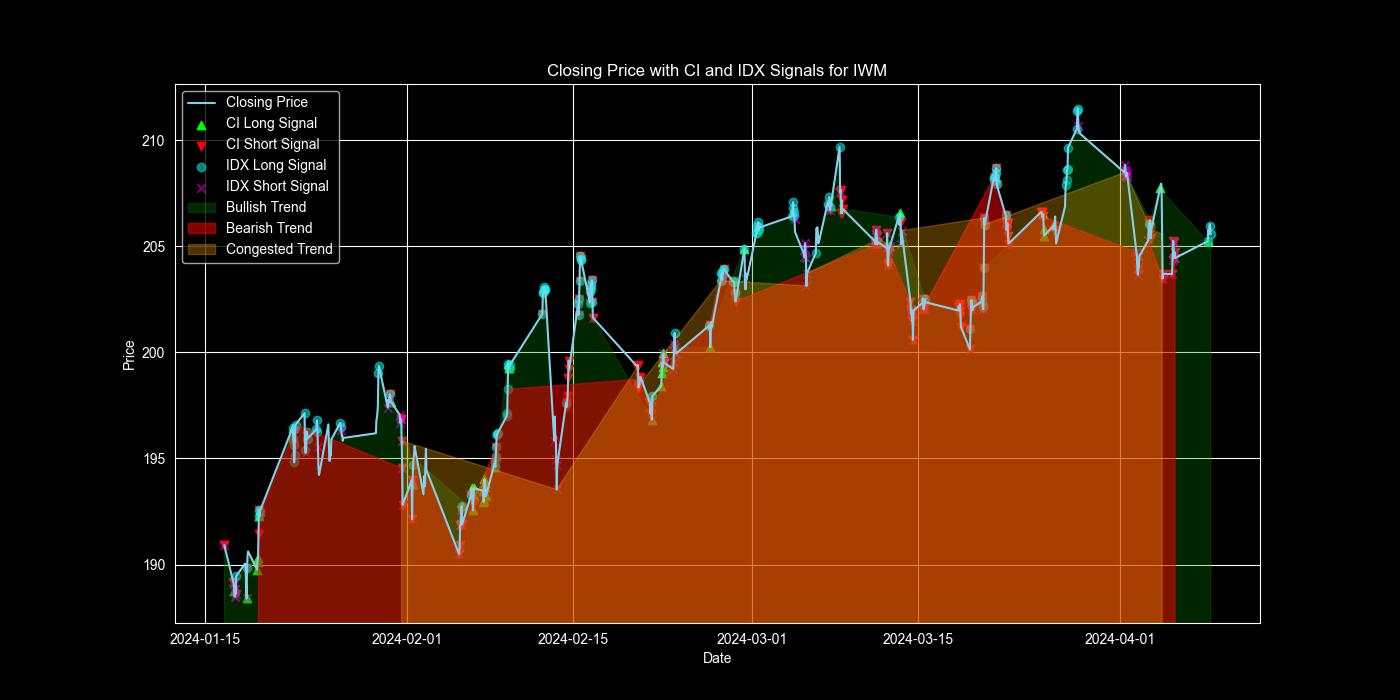 Closing Price with CI and IDX Signals for IWM
Closing Price
CI Long Signal
CI Short Signal
IDX Long Signal
IDX Short Signal
Bullish Trend
Bearish Trend
Congested Trend
Price
210
205
200
195
190
2024-01-15
2024-02-01
2024-02-15
2024-03-01
2024-03-15
2024-04-01
Date